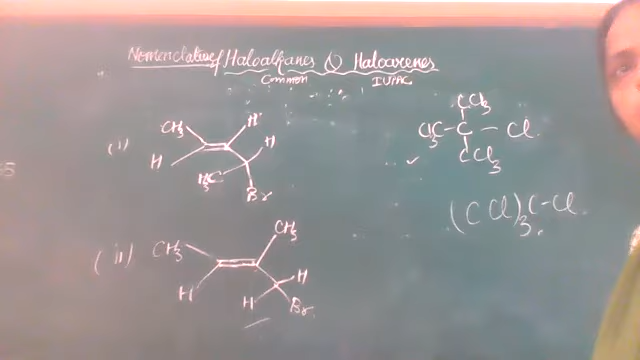 Nomenclature of Haloalkanes & Haloarenes
Common IUPAC
(i) CH3 H
H H
H3C
Br
(ii) CH3 CH3
H H H
Br
CCl3
Cl3C-C-Cl
CCl3
(CCl)3C-Cl